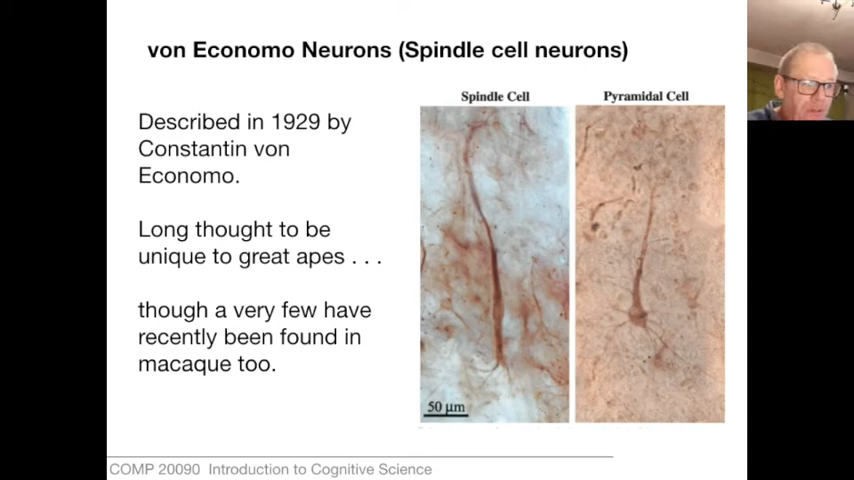 von Economo Neurons (Spindle cell neurons)
Described in 1929 by
Constantin von
Economo.
Long thought to be
unique to great apes . . .
though a very few have
recently been found in
macaque too.
Spindle Cell
Pyramidal Cell
50 μm
COMP 20090 Introduction to Cognitive Science